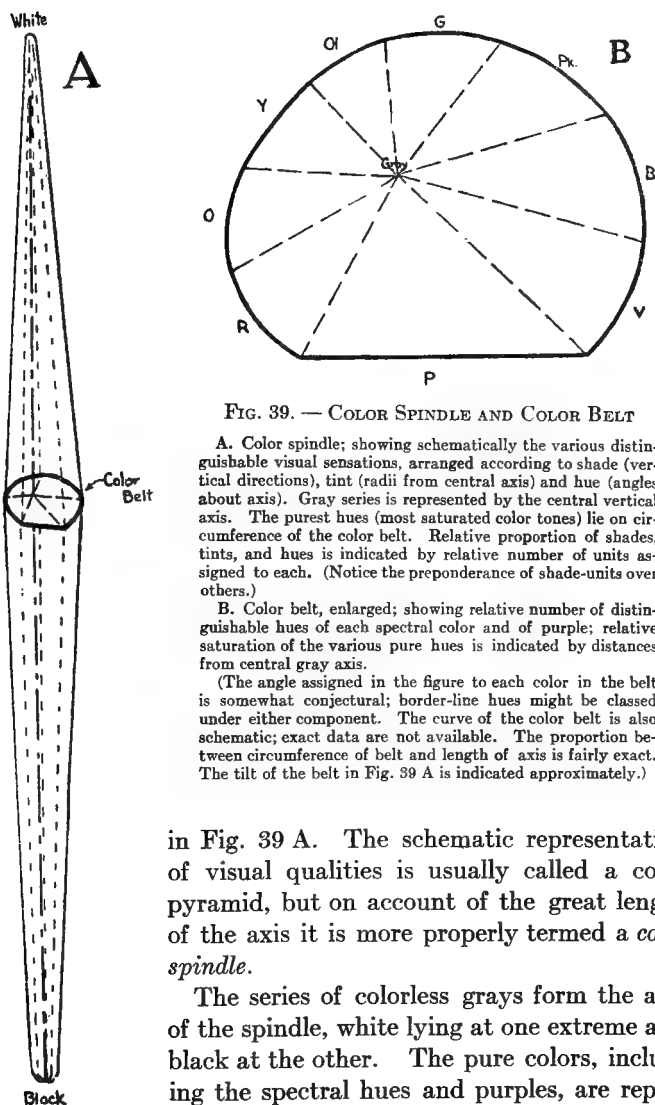 White
A
Color
Belt
Black
G
B
Ol
Pk.
Y
Gray
B
O
R
V
P
FIG. 39. — COLOR SPINDLE AND COLOR BELT
A. Color spindle; showing schematically the various distin-
guishable visual sensations, arranged according to shade (ver-
tical directions), tint (radii from central axis) and hue (angles
about axis). Gray series is represented by the central vertical
axis. The purest hues (most saturated color tones) lie on cir-
cumference of the color belt. Relative proportion of shades,
tints, and hues is indicated by relative number of units as-
signed to each. (Notice the preponderance of shade-units over
others.)
B. Color belt, enlarged; showing relative number of distin-
guishable hues of each spectral color and of purple; relative
saturation of the various pure hues is indicated by distances
from central gray axis.
(The angle assigned in the figure to each color in the belt
is somewhat conjectural; border-line hues might be classed
under either component. The curve of the color belt is also
schematic; exact data are not available. The proportion be-
tween circumference of belt and length of axis is fairly exact.
The tilt of the belt in Fig. 39 A is indicated approximately.)
in Fig. 39 A. The schematic representati
of visual qualities is usually called a co
pyramid, but on account of the great leng
of the axis it is more properly termed a co
spindle.
The series of colorless grays form the a
of the spindle, white lying at one extreme a
black at the other. The pure colors, inclu
ing the spectral hues and purples, are rep